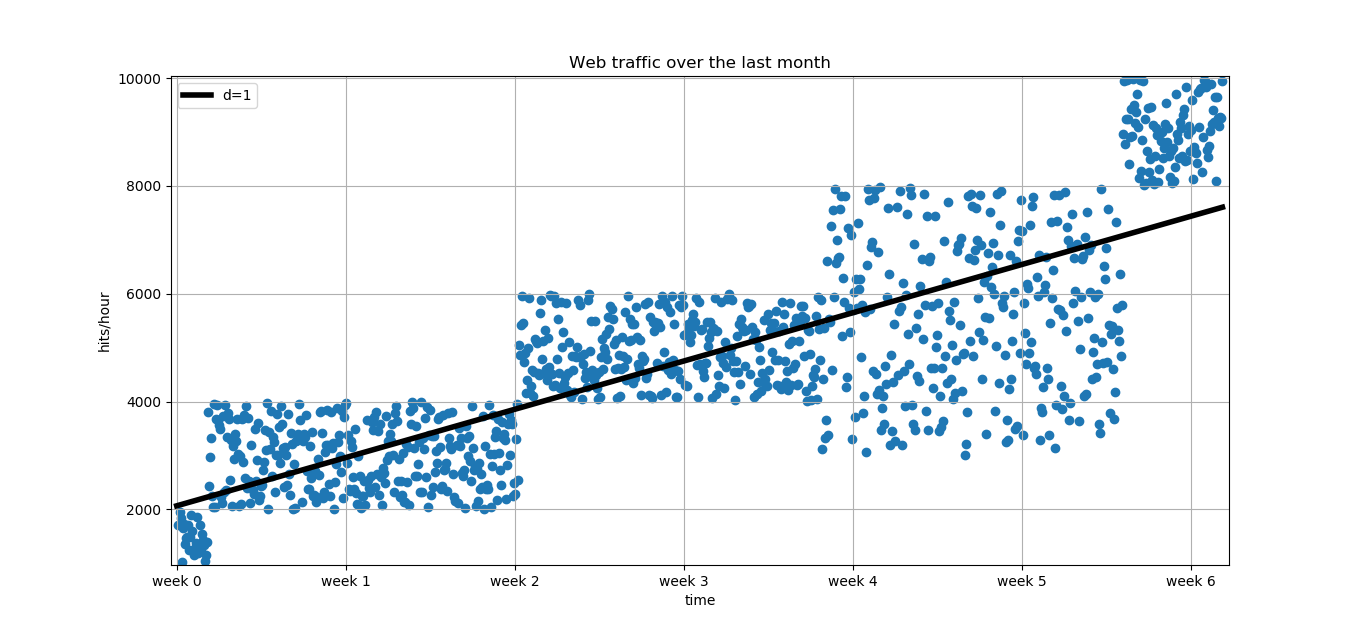 Web traffic over the last month
d=1
hits/hour
10000
8000
6000
4000
2000
week 0 week 1 week 2 week 3 week 4 week 5 week 6
time